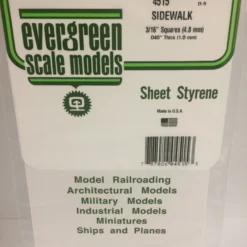 4515
SIDEWALK
3/16" Squares (4.8 mm)
.040" Thick (1.0 mm)
evergreen
scale models
Sheet Styrene
Made in U.S.A.
Model Railroading
Architectural Models
Military Models
Industrial Models
Miniatures
Ships and Planes